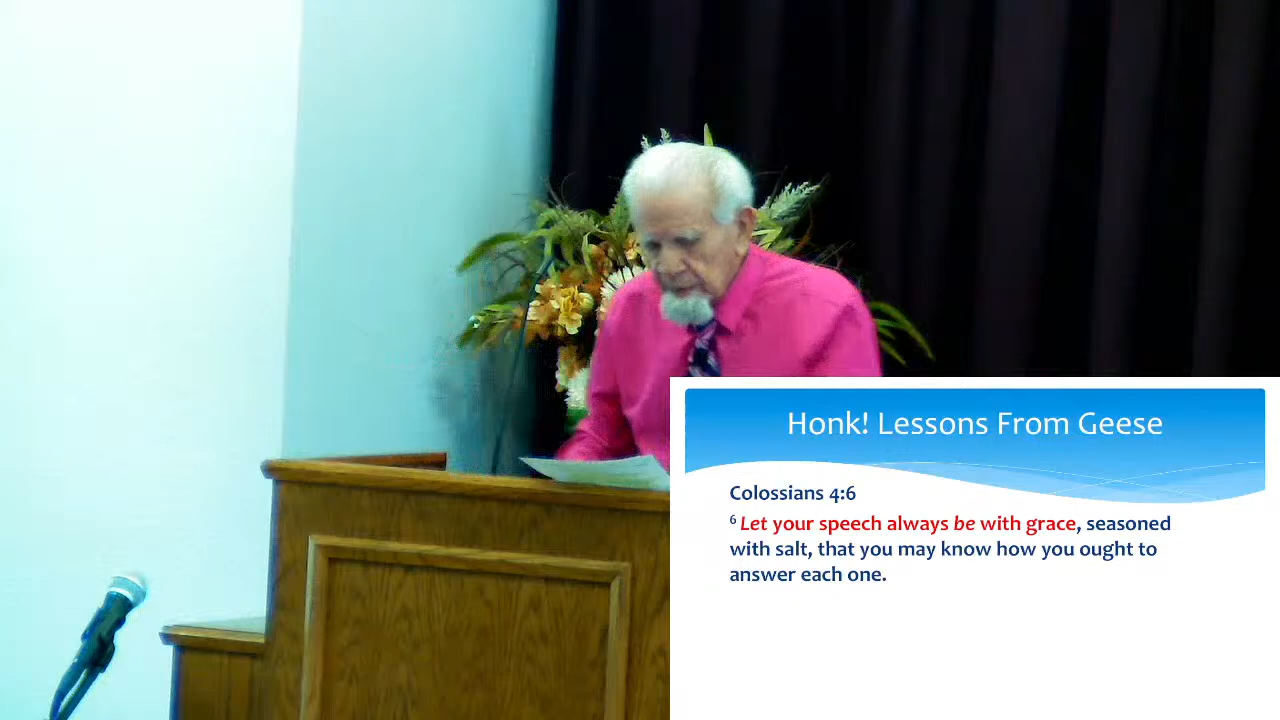 Honk! Lessons From Geese
Colossians 4:6
6 Let your speech always be with grace, seasoned
with salt, that you may know how you ought to
answer each one.